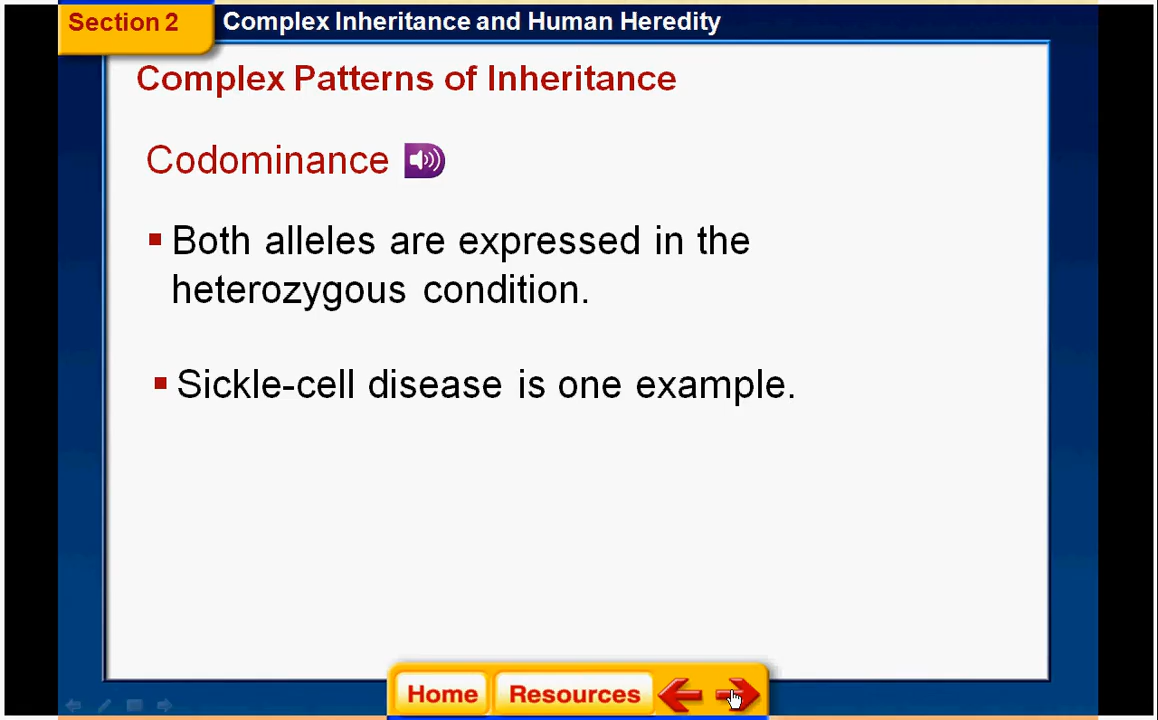 Section 2
Complex Inheritance and Human Heredity
Complex Patterns of Inheritance
Codominance
Both alleles are expressed in the
heterozygous condition.
Sickle-cell disease is one example.
Home
Resources